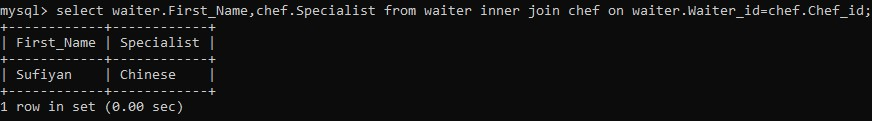 mysql> select waiter.First_Name,chef.Specialist from waiter inner join chef on waiter.Waiter_id=chef.Chef_id;
+------------+------------+
| First_Name | Specialist |
+------------+------------+
| Sufiyan    | Chinese    |
+------------+------------+
1 row in set (0.00 sec)